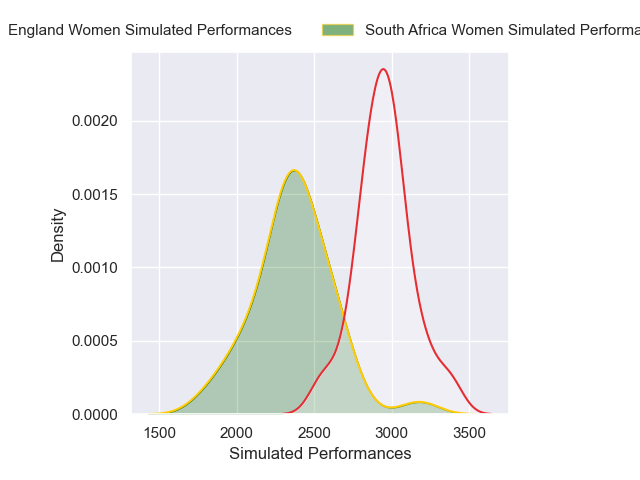 England Women Simulated Performances South Africa Women Simulated Performa
0.0020
0.0015
0.0010
0.0005
0.0000
Density
1500 2000 2500 3000 3500
Simulated Performances